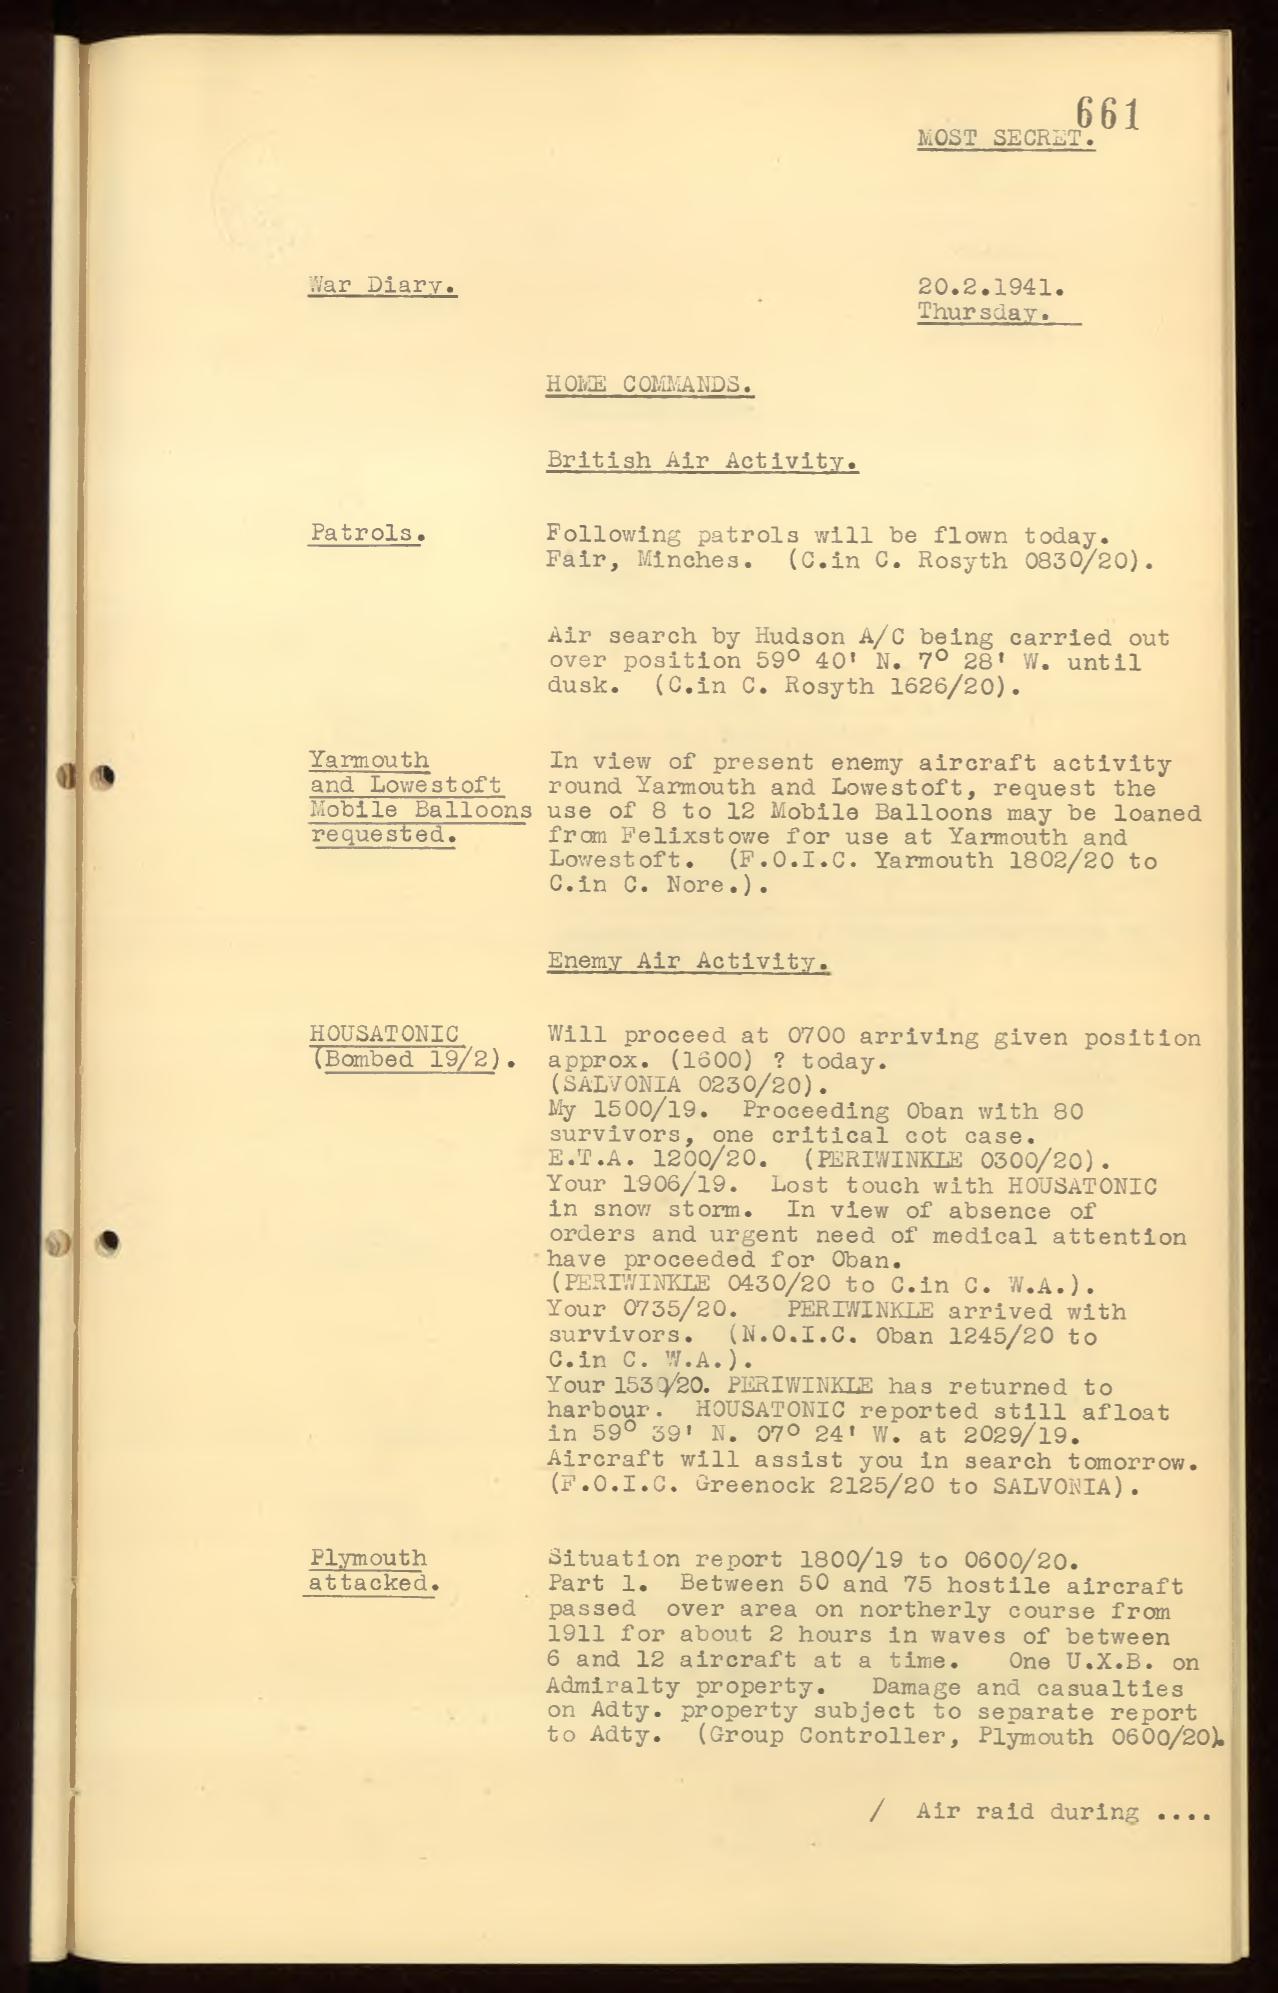 661
MOST SECRET.
War Diary.
20.2.1941.
Thursday.
HOME COMMANDS.
British Air Activity.
Patrols.
Following patrols will be flown today.
Fair, Minches. (C.in C. Rosyth 0830/20).
Air search by Hudson A/C being carried out
over position 59° 40' N. 7° 28' W. until
dusk. (C.in C. Rosyth 1626/20).
Yarmouth
and Lowestoft
Mobile Balloons
requested.
In view of present enemy aircraft activity
round Yarmouth and Lowestoft, request the
use of 8 to 12 Mobile Balloons may be loaned
from Felixstowe for use at Yarmouth and
Lowestoft. (F.O.I.C. Yarmouth 1802/20 to
C.in C. Nore.).
Enemy Air Activity.
HOUSATONIC
(Bombed 19/2).
Will proceed at 0700 arriving given position
approx. (1600) ? today.
(SALVONIA 0230/20).
My 1500/19. Proceeding Oban with 80
survivors, one critical cot case.
E.T.A. 1200/20. (PERIWINKLE 0300/20).
Your 1906/19. Lost touch with HOUSATONIC
in snow storm. In view of absence of
orders and urgent need of medical attention
have proceeded for Oban.
(PERIWINKLE 0430/20 to C.in C. W.A.).
Your 0735/20. PERIWINKLE arrived with
survivors. (N.O.I.C. Oban 1245/20 to
C.in C. W.A.).
Your 1530/20. PERIWINKLE has returned to
harbour. HOUSATONIC reported still afloat
in 59° 39' N. 07° 24' W. at 2029/19.
Aircraft will assist you in search tomorrow.
(F.O.I.C. Greenock 2125/20 to SALVONIA).
Plymouth
attacked.
Situation report 1800/19 to 0600/20.
Part 1. Between 50 and 75 hostile aircraft
passed over area on northerly course from
1911 for about 2 hours in waves of between
6 and 12 aircraft at a time. One U.X.B. on
Admiralty property. Damage and casualties
on Adty. property subject to separate report
to Adty. (Group Controller, Plymouth 0600/20).
/ Air raid during ....